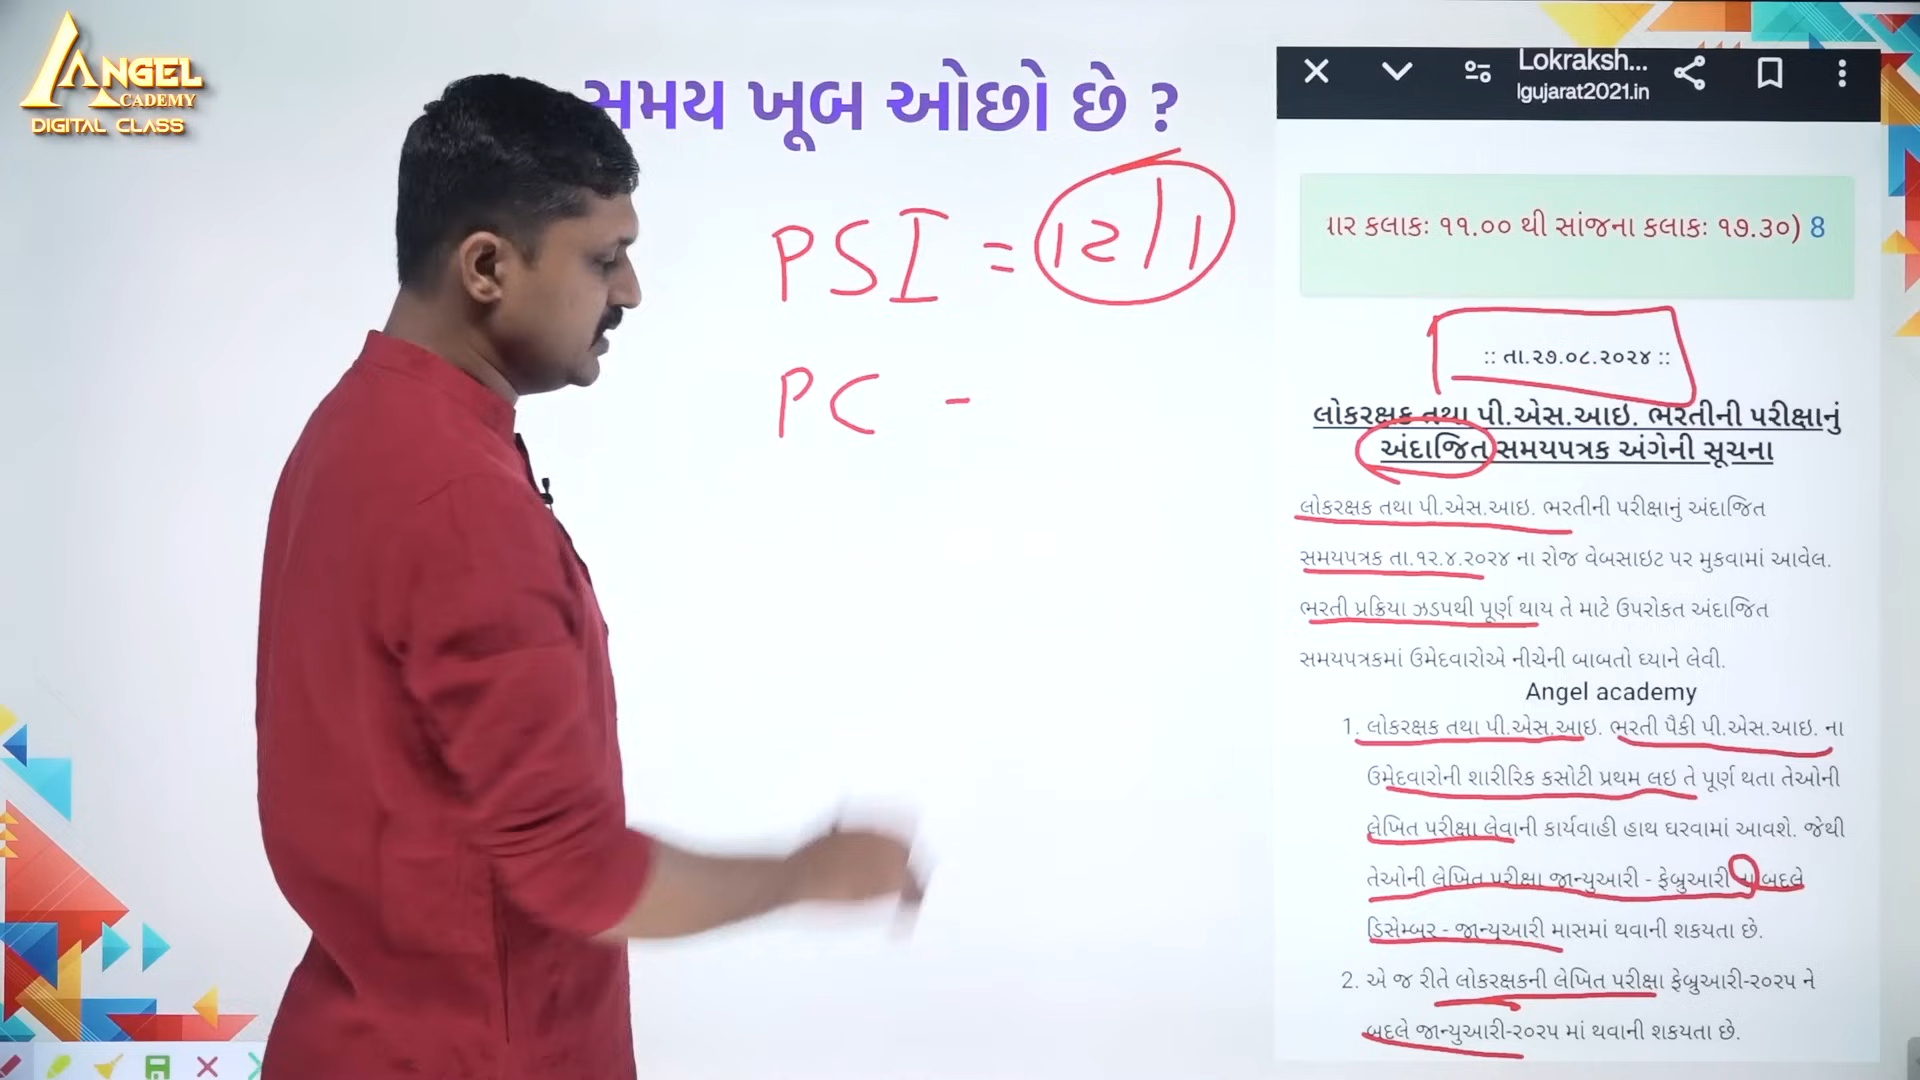 ANGEL
ACADEMY
DIGITAL CLASS
સમય ખૂબ ઓછો છે ?
PSI = 12/1
PC -
Lokraksh...
lgujarat2021.in
કલાકઃ ૧૧.૦૦ થી સાંજના કલાકઃ ૧૭.૩૦) 8
:: તા.૨૭.૦૮.૨૦૨૪ ::
લોકરક્ષક તથા પી.એસ.આઇ. ભરતીની પરીક્ષાનું
અંદાજિત સમયપત્રક અંગેની સૂચના
લોકરક્ષક તથા પી.એસ.આઇ. ભરતીની પરીક્ષાનું અંદાજિત
સમયપત્રક તા.૧૨.૪.૨૦૨૪ ના રોજ વેબસાઇટ પર મુકવામાં આવેલ.
ભરતી પ્રક્રિયા ઝડપથી પૂર્ણ થાય તે માટે ઉપરોકત અંદાજિત
સમયપત્રકમાં ઉમેદવારોએ નીચેની બાબતો ધ્યાને લેવી.
Angel academy
1. લોકરક્ષક તથા પી.એસ.આઇ. ભરતી પૈકી પી.એસ.આઇ. ના
ઉમેદવારોની શારીરિક કસોટી પ્રથમ લઇ તે પૂર્ણ થતા તેઓની
લેખિત પરીક્ષા લેવાની કાર્યવાહી હાથ ધરવામાં આવશે. જેથી
તેઓની લેખિત પરીક્ષા જાન્યુઆરી - ફેબ્રુઆરી બદલે
ડિસેમ્બર - જાન્યુઆરી માસમાં થવાની શકયતા છે.
2. એ જ રીતે લોકરક્ષકની લેખિત પરીક્ષા ફેબ્રુઆરી-૨૦૨૫ ને
બદલે જાન્યુઆરી-૨૦૨૫ માં થવાની શકયતા છે.